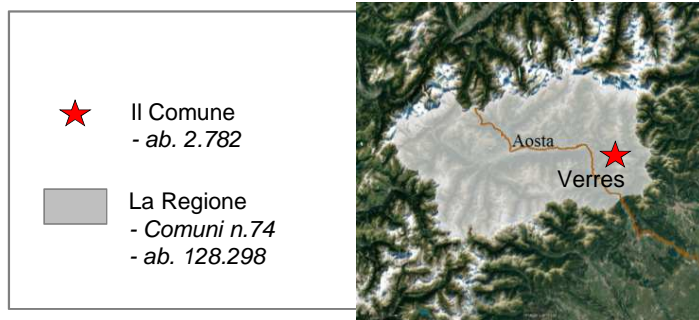 Il Comune
- ab. 2.782
La Regione
- Comuni n.74
- ab. 128.298
Aosta
Verres